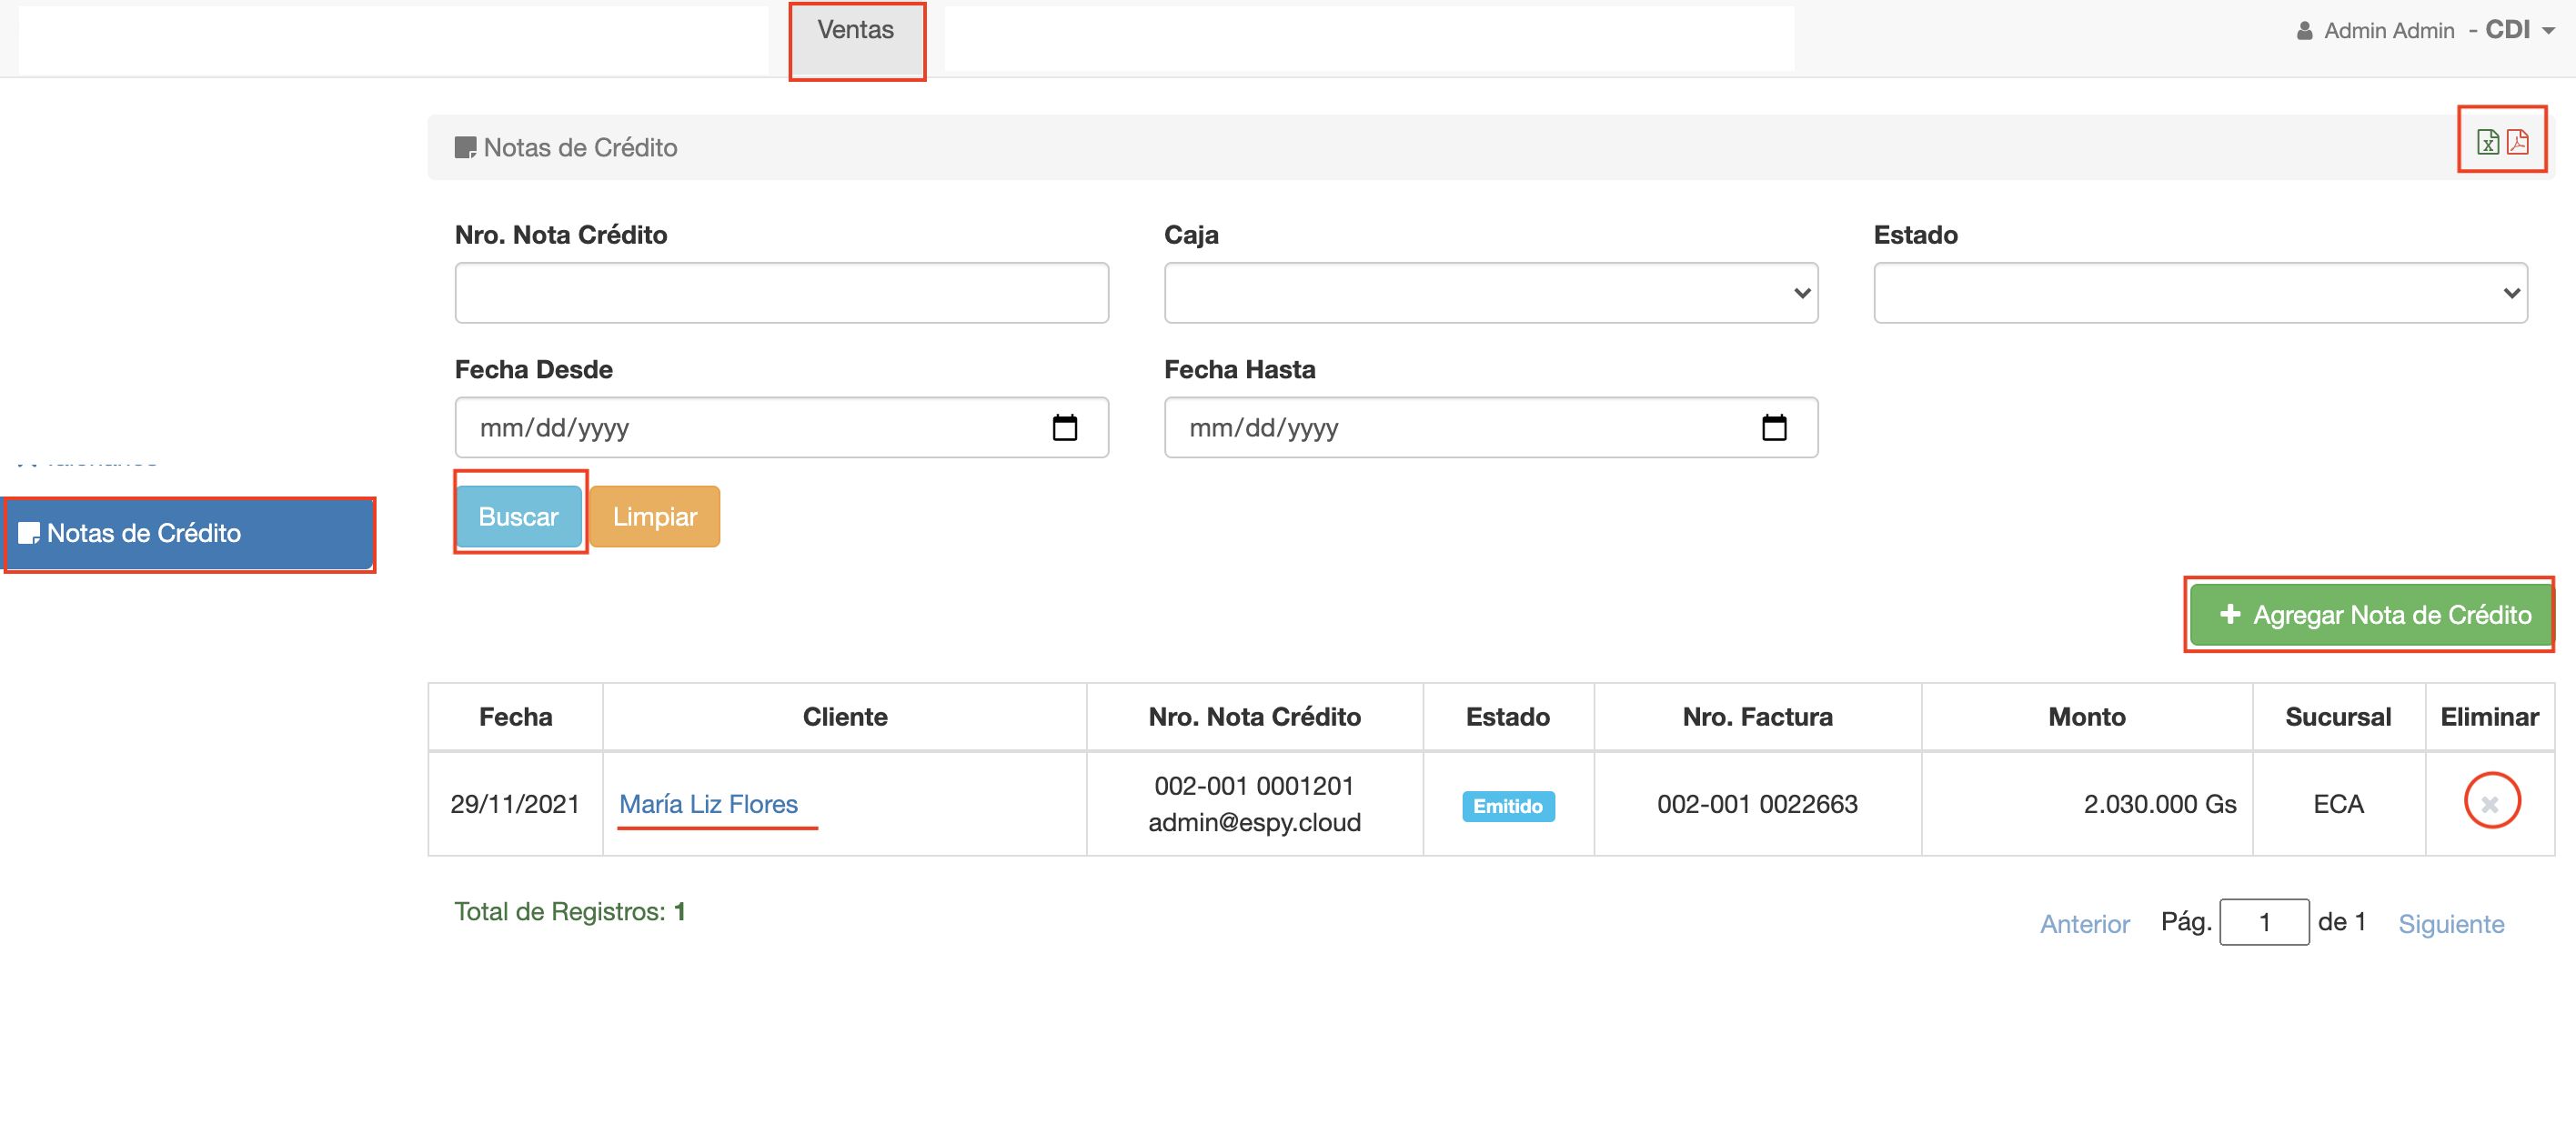 Ventas
Admin Admin - CDI
Notas de Crédito
Nro. Nota Crédito
Caja
Estado
Fecha Desde
Fecha Hasta
mm/dd/yyyy
mm/dd/yyyy
Buscar
Limpiar
Notas de Crédito
Agregar Nota de Crédito
Fecha Cliente Nro. Nota Crédito Estado Nro. Factura Monto Sucursal Eliminar
29/11/2021 María Liz Flores 002-001 0001201 Emitido 002-001 0022663 2.030.000 Gs ECA
admin@espy.cloud
Total de Registros: 1
Anterior Pág. 1 de 1 Siguiente